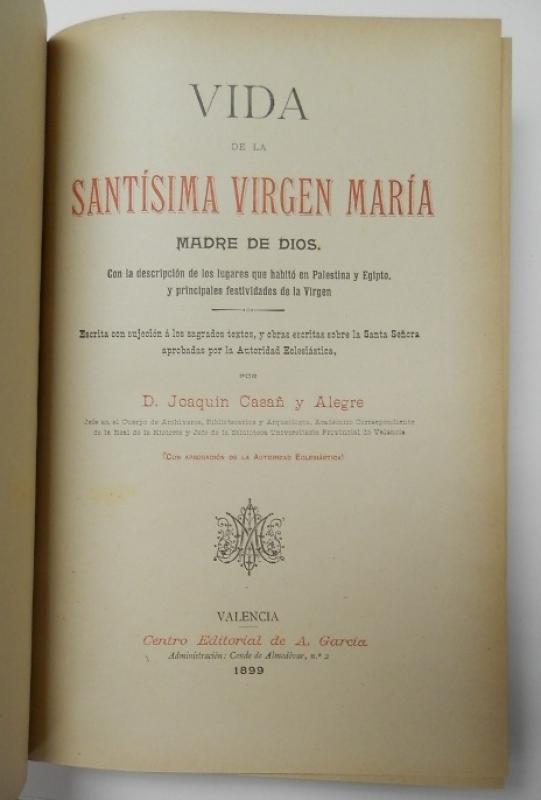 VIDA
DE LA
SANTÍSIMA VIRGEN MARÍA
MADRE DE DIOS.
Con la descripción de los lugares que habitó en Palestina y Egipto,
y principales festividades de la Virgen
Escrita con sujeción á los sagrados textos, y obras escritas sobre la Santa Señora
aprobadas por la Autoridad Eclesiástica,
POR
D. Joaquín Casañ y Alegre
Jefe en el Cuerpo de Archiveros, Bibliotecarios y Arqueólogos, Académico Correspondiente
de la Real de la Historia y Jefe de la Biblioteca Universitaria Provincial de Valencia
(Con aprobación de la Autoridad Eclesiástica)
VALENCIA
Centro Editorial de A. García
Administración: Conde de Almodóvar, n.º 2
1899